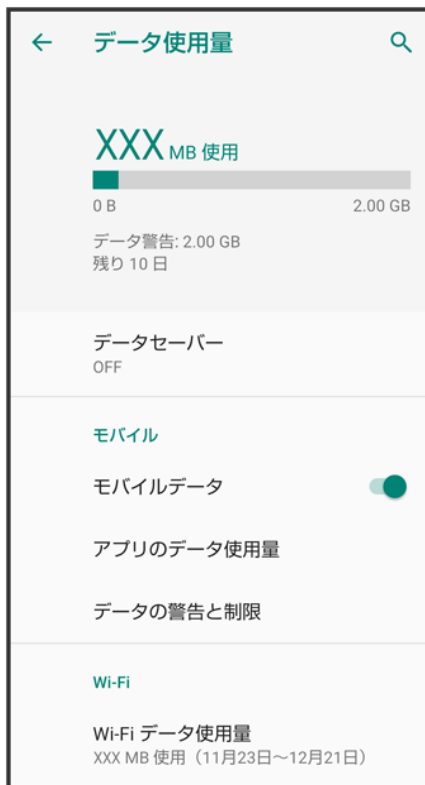 データ使用量
XXX MB 使用
0 B 2.00 GB
データ警告: 2.00 GB
残り 10 日
データセーバー
OFF
モバイル
モバイルデータ
アプリのデータ使用量
データの警告と制限
Wi-Fi
Wi-Fi データ使用量
XXX MB 使用（11月23日～12月21日）